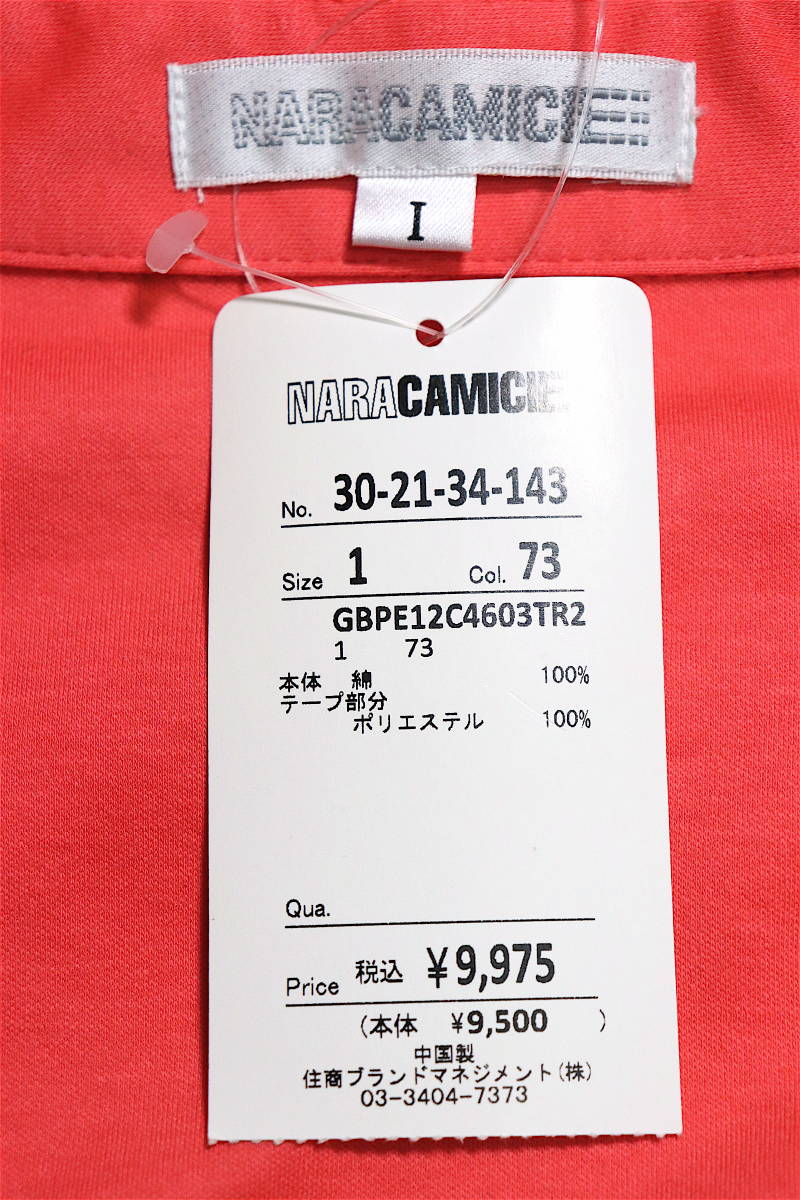 NARACAMICIE
I
NARACAMICIE
No. 30-21-34-143
Size 1 Col. 73
GBPE12C4603TR2
1 73
本体 綿 100%
テープ部分
ポリエステル 100%
Qua.
Price 税込 ¥9,975
(本体 ¥9,500 )
中国製
住商ブランドマネジメント(株)
03-3404-7373